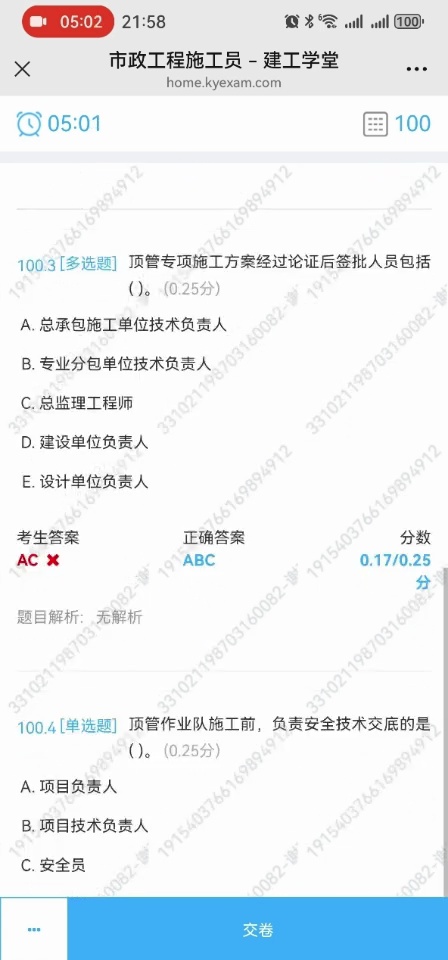 05:02 21:58 6 100
市政工程施工员 – 建工学堂
home.kyexam.com
05:01 100
100.3 [多选题] 顶管专项施工方案经过论证后签批人员包括
( )。 (0.25分)
A. 总承包施工单位技术负责人
B. 专业分包单位技术负责人
C. 总监理工程师
D. 建设单位负责人
E. 设计单位负责人
考生答案 正确答案 分数
AC ABC 0.17/0.25
分
题目解析: 无解析
100.4 [单选题] 顶管作业队施工前，负责安全技术交底的是
( )。 (0.25分)
A. 项目负责人
B. 项目技术负责人
C. 安全员
交卷